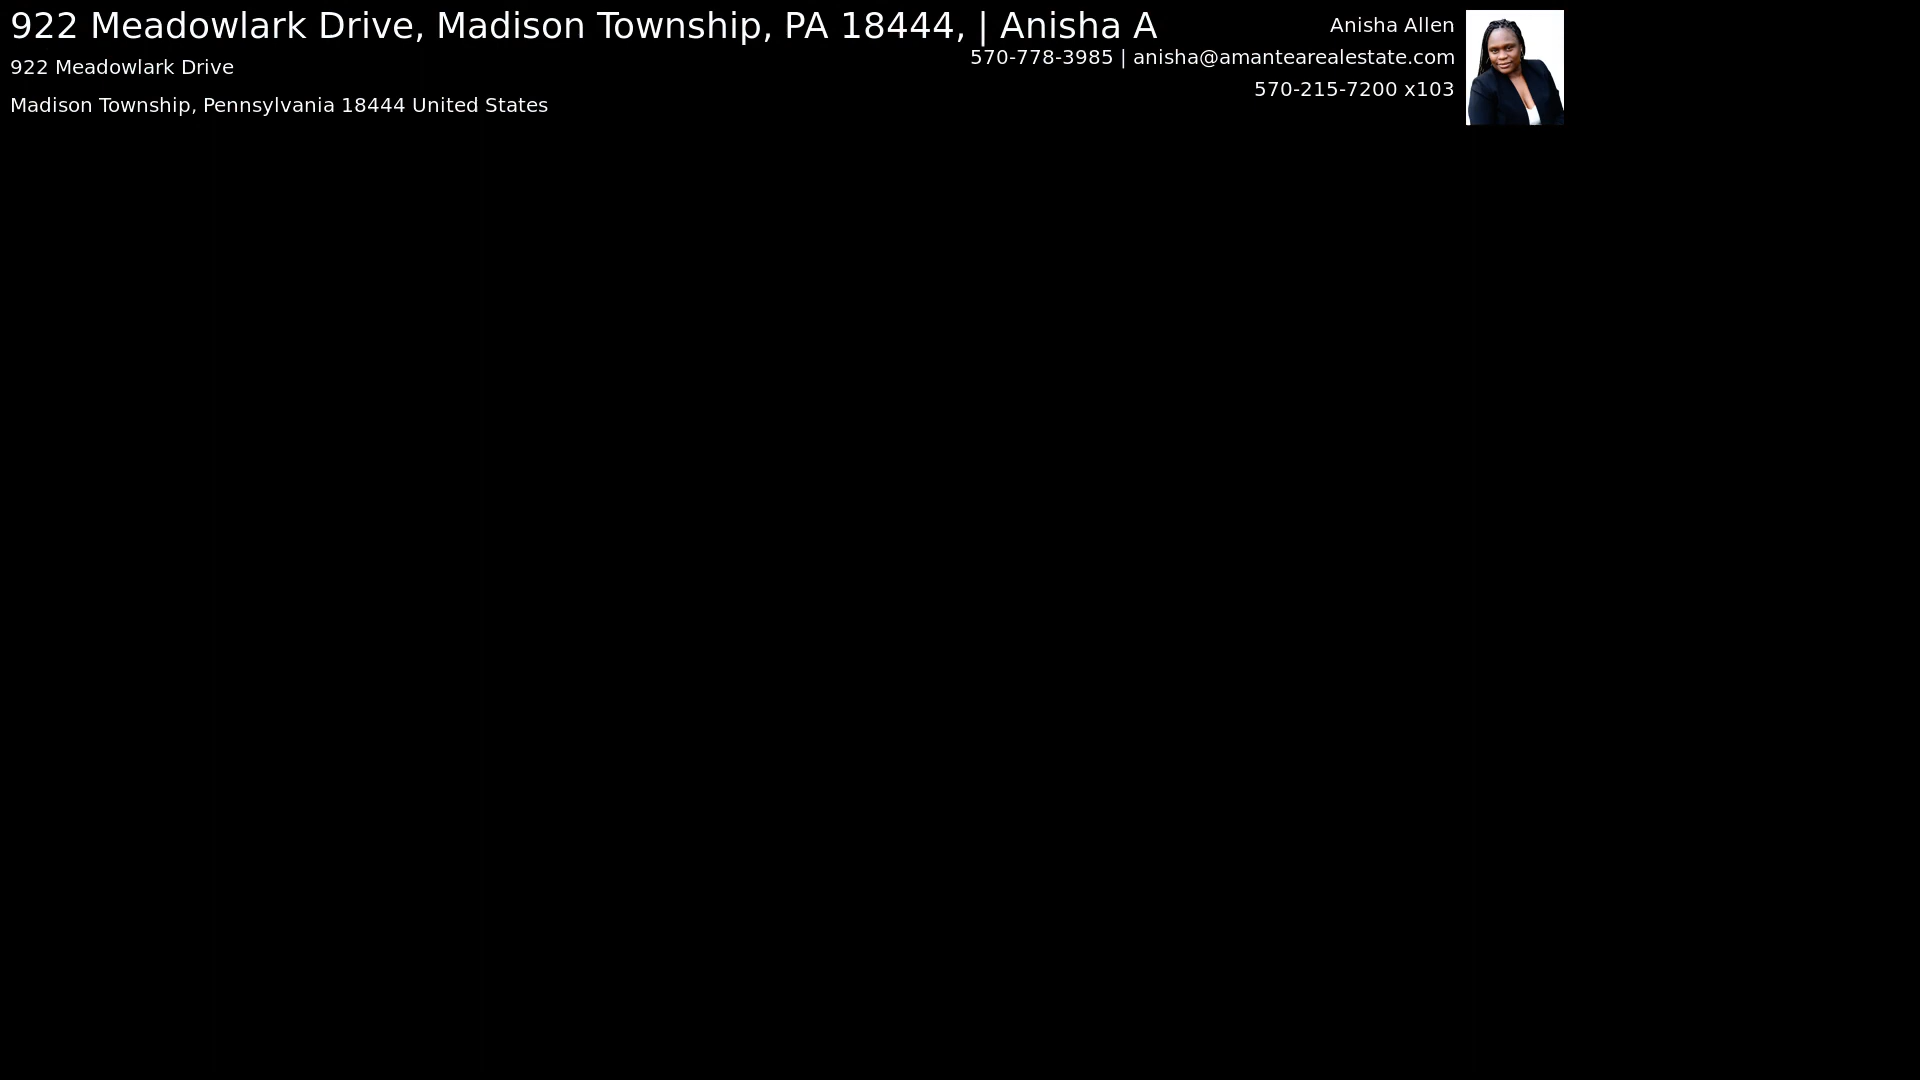 922 Meadowlark Drive, Madison Township, PA 18444, | Anisha A
922 Meadowlark Drive
Madison Township, Pennsylvania 18444 United States
Anisha Allen
570-778-3985 | anisha@amantearealestate.com
570-215-7200 x103